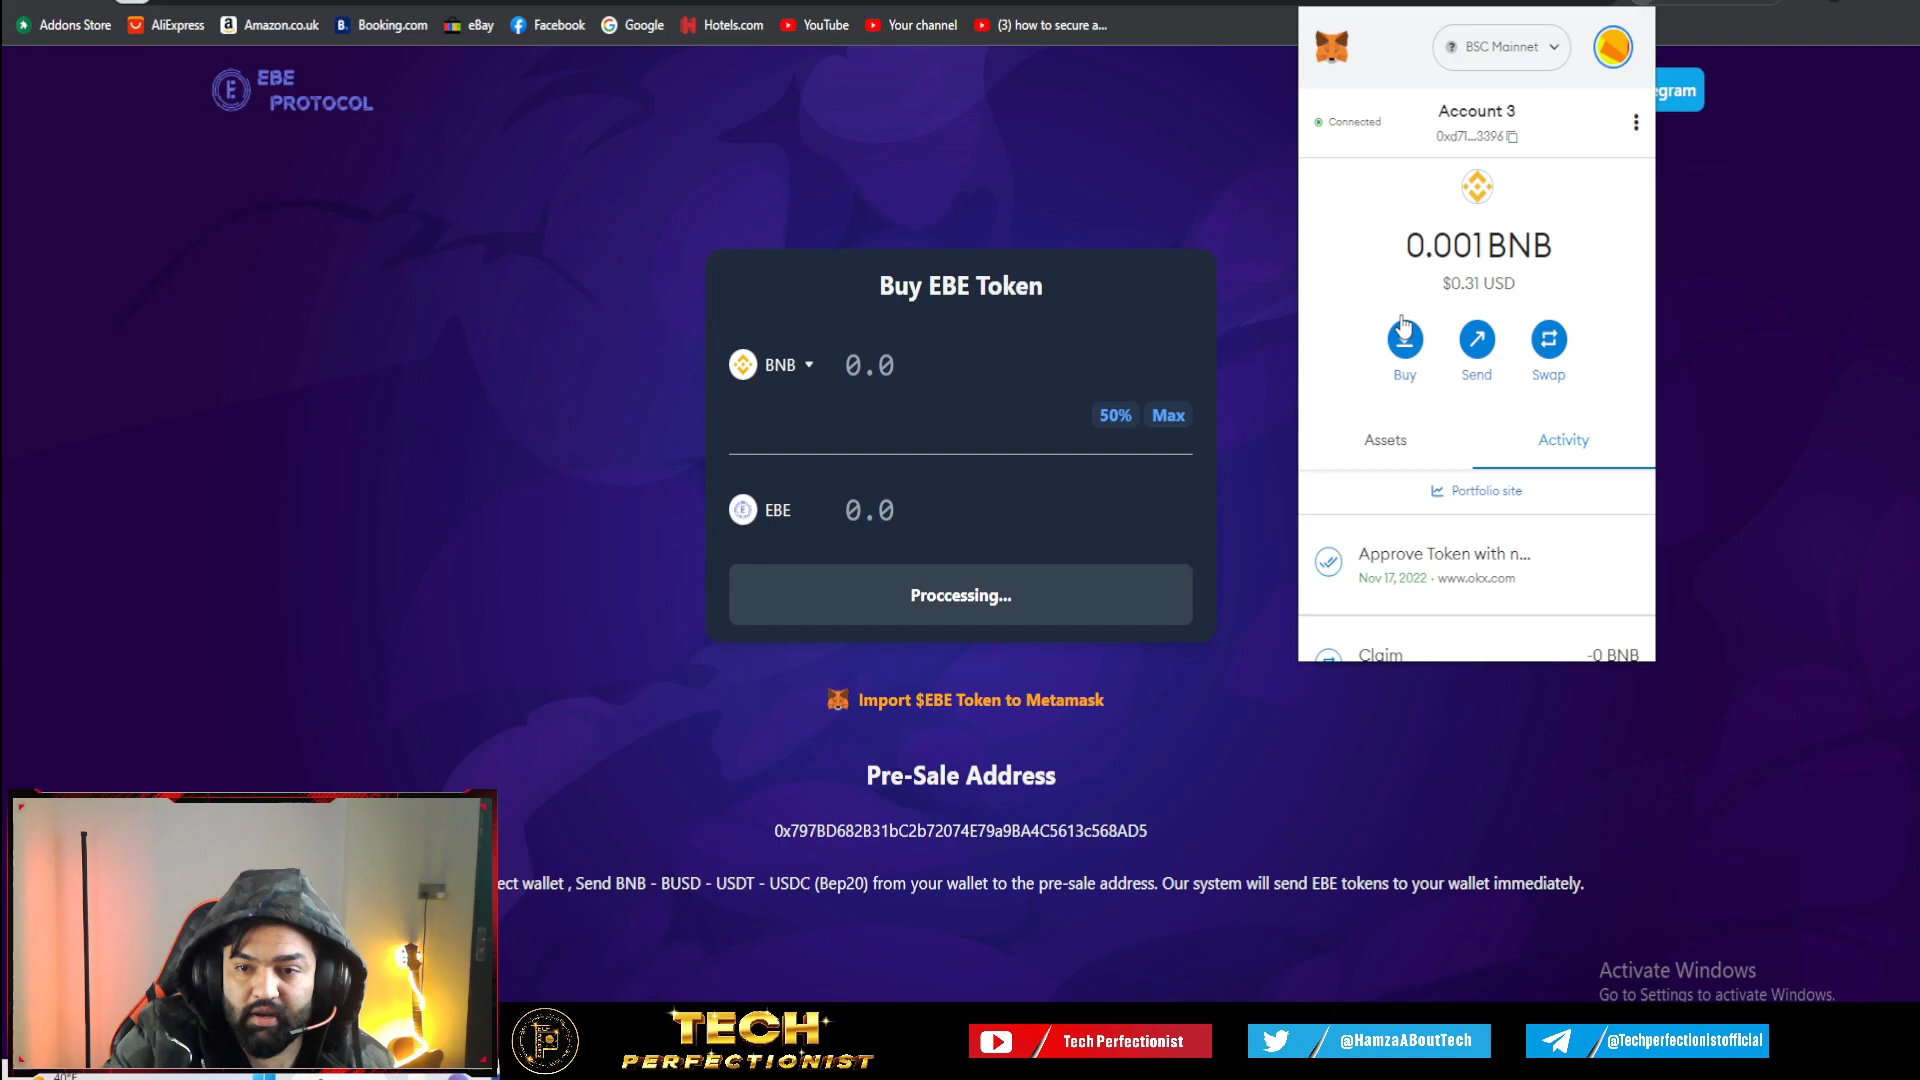 Addons Store
AliExpress
Amazon.co.uk
Booking.com
eBay
Facebook
Google
Hotels.com
YouTube
Your channel
(3) how to secure a...
EBE
PROTOCOL
egram
BSC Mainnet
Connected
Account 3
0xd71...3396
0.001 BNB
$0.31 USD
Buy
Send
Swap
Assets
Activity
Portfolio site
Approve Token with n...
Nov 17, 2022 · www.okx.com
Claim
-0 BNB
Buy EBE Token
BNB
0.0
50%
Max
EBE
0.0
Proccessing...
Import $EBE Token to Metamask
Pre-Sale Address
0x797BD682B31bC2b72074E79a9BA4C5613c568AD5
ect wallet , Send BNB - BUSD - USDT - USDC (Bep20) from your wallet to the pre-sale address. Our system will send EBE tokens to your wallet immediately.
Activate Windows
Go to Settings to activate Windows.
TECH
PERFECTIONIST
Tech Perfectionist
@HamzaABoutTech
@Techperfectionistofficial
40°F